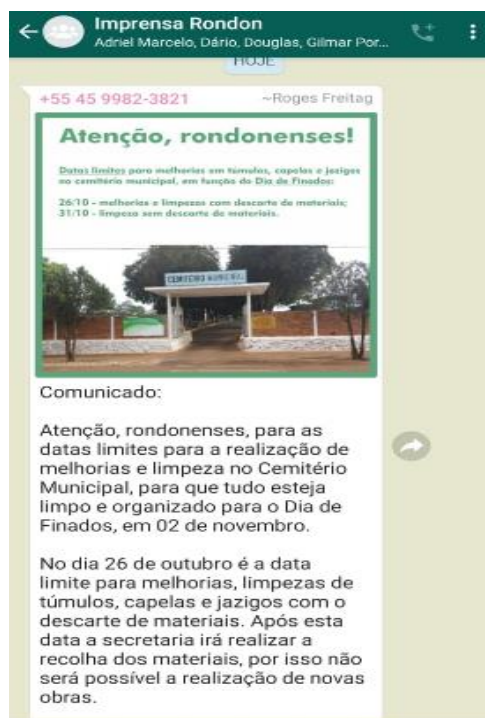 Imprensa Rondon
Adriel Marcelo, Dário, Douglas, Gilmar Por...
HOJE
+55 45 9982-3821 ~Roges Freitag
Atenção, rondonenses!
Datas limites para melhorias em túmulos, capelas e jazigos
no cemitério municipal, em função do Dia de Finados:
26/10 - melhorias e limpezas com descarte de materiais;
31/10 - limpeza sem descarte de materiais.
CEMITÉRIO MUNICIPAL
Comunicado:
Atenção, rondonenses, para as
datas limites para a realização de
melhorias e limpeza no Cemitério
Municipal, para que tudo esteja
limpo e organizado para o Dia de
Finados, em 02 de novembro.
No dia 26 de outubro é a data
limite para melhorias, limpezas de
túmulos, capelas e jazigos com o
descarte de materiais. Após esta
data a secretaria irá realizar a
recolha dos materiais, por isso não
será possível a realização de novas
obras.